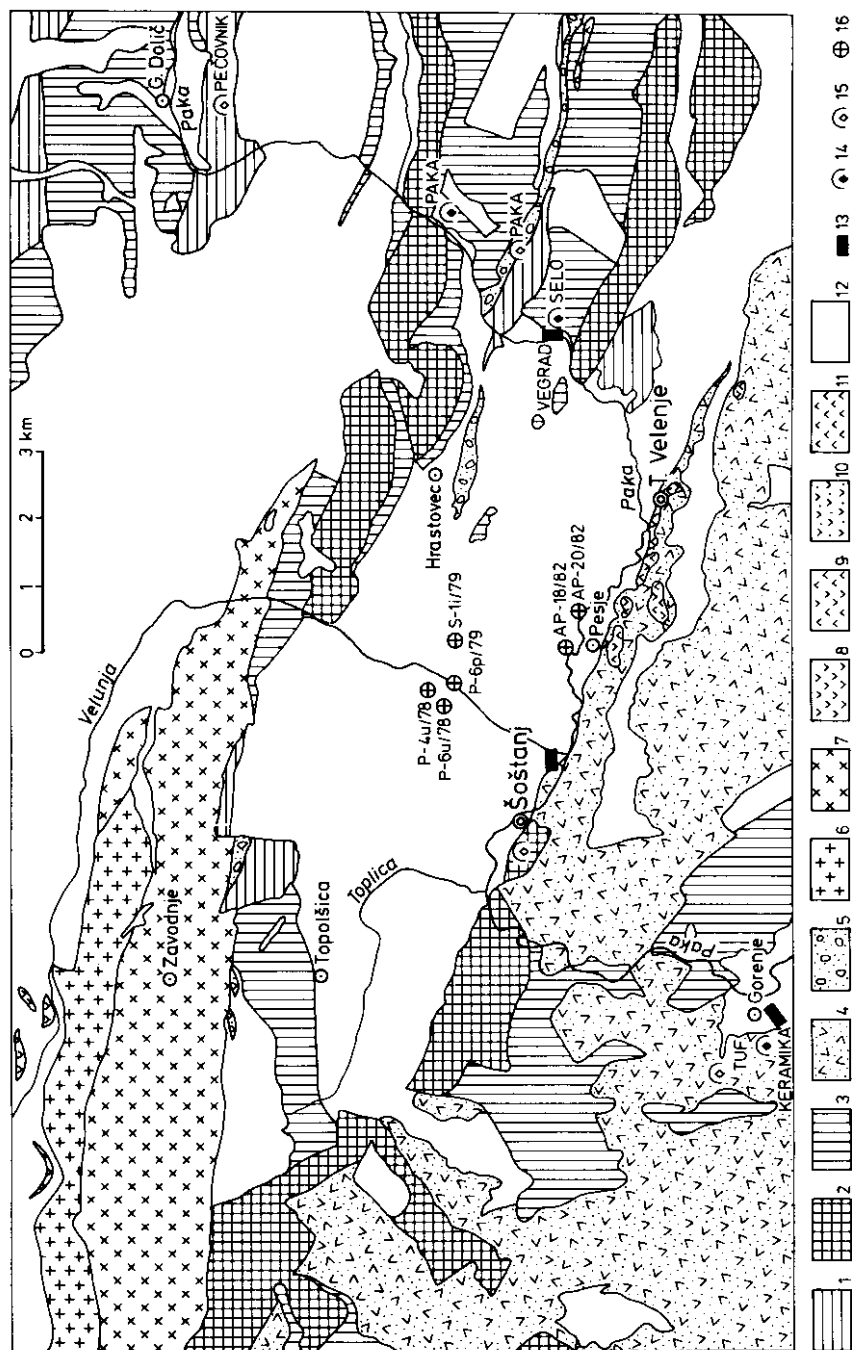 Velunja
Zavodnje
Topolšica
Toplica
0 1 2 3 km
G. Dolič
Paka
PEČOVNIK
PAKA
PAKA
SELO
VEGRAD
Hrastovec
S-1i/79
P-6p/79
P-4u/78
P-6u/78
AP-18/82
AP-20/82
Pesje
Paka
T. Velenje
Šoštanj
Paka
Gorenje
TUF
KERAMIKA
1 2 3 4 5 6 7 8 9 10 11 12 13 14 15 16